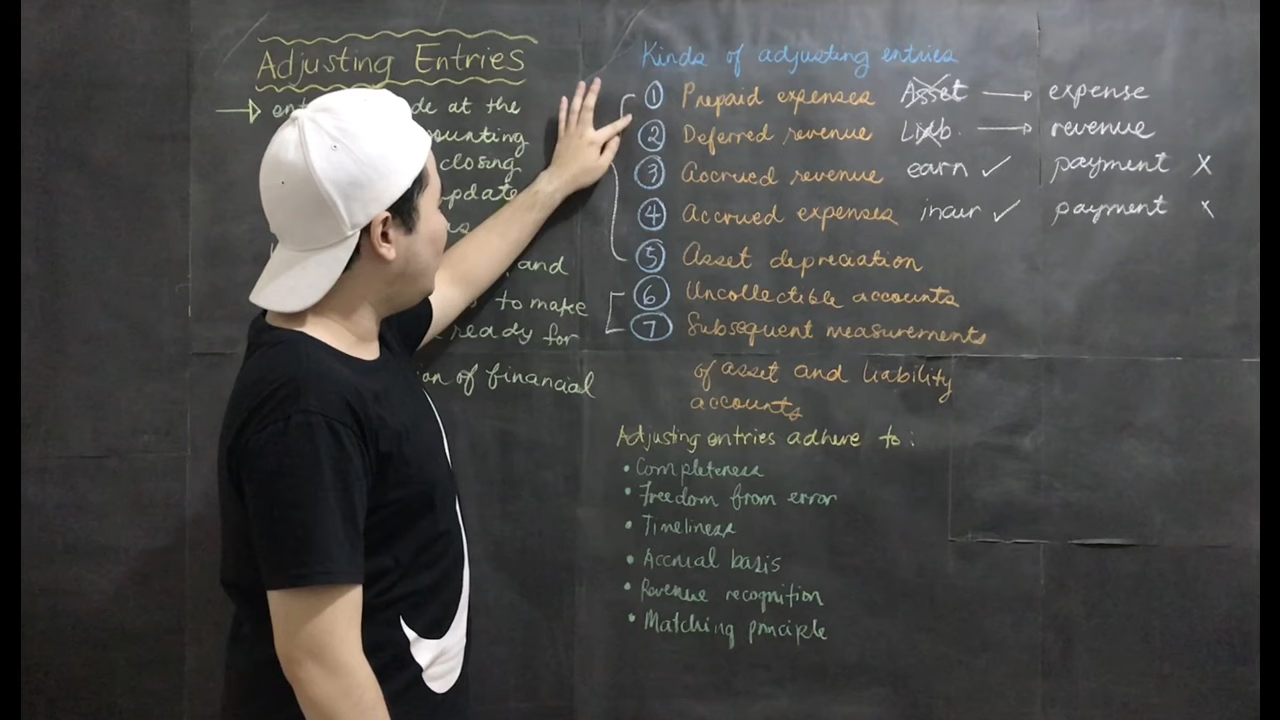 Adjusting Entries
at the
closing
and
to make
ready for
of financial
Kinds of adjusting entries
1 Prepaid expenses Asset → expense
2 Deferred revenue Liab. → revenue
3 Accrued revenue earn ✓ payment X
4 Accrued expenses incur ✓ payment x
5 Asset depreciation
6 Uncollectible accounts
7 Subsequent measurements
of asset and liability
accounts
Adjusting entries adhere to:
• Completeness
• Freedom from error
• Timeliness
• Accrual basis
• Revenue recognition
• Matching principle